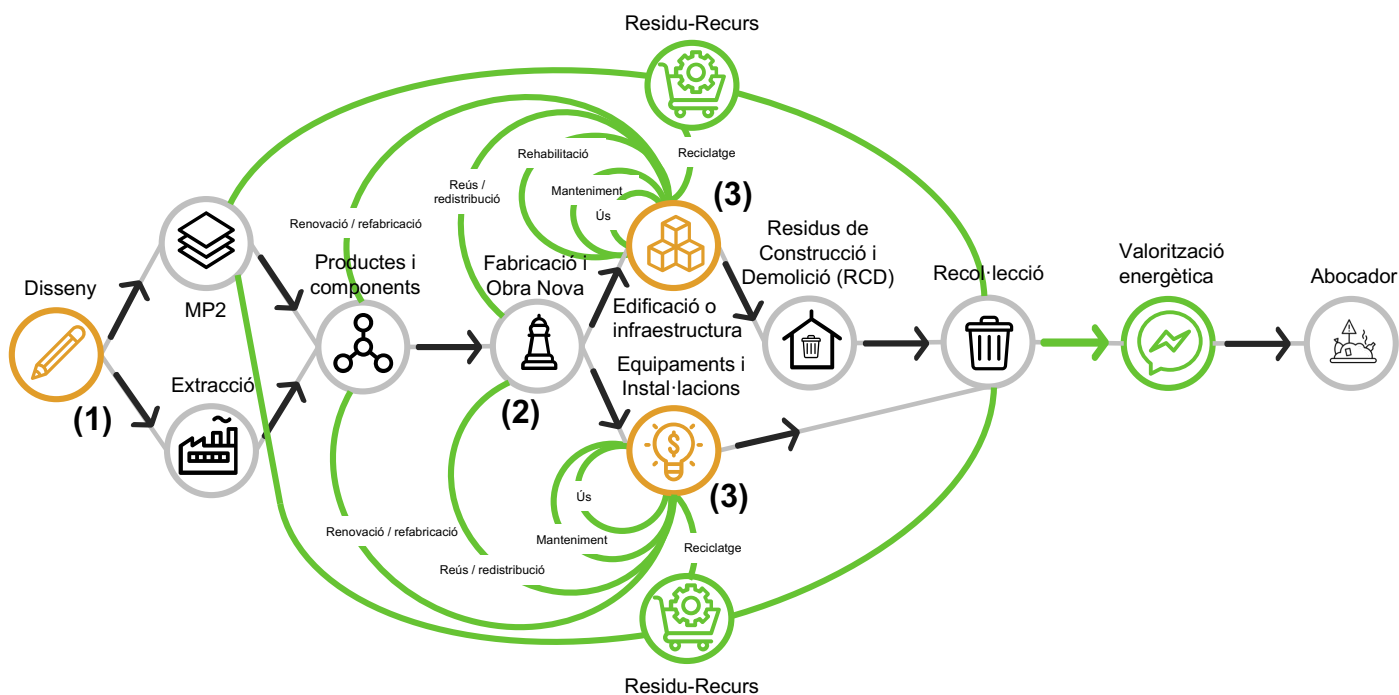 Residu-Recurs
Rehabilitació
Reciclatge
Reús /
redistribució
Manteniment
(3)
Ús
Renovació / refabricació
Residus de
Construcció i
Demolició (RCD)
Productes i
components
Fabricació i
Obra Nova
Recol·lecció
Valorització
energètica
Abocador
Disseny
MP2
Edificació o
infraestructura
Equipaments i
Instal·lacions
Extracció
(1)
(2)
$
(3)
Ús
Renovació / refabricació
Manteniment
Reciclatge
Reús / redistribució
Residu-Recurs